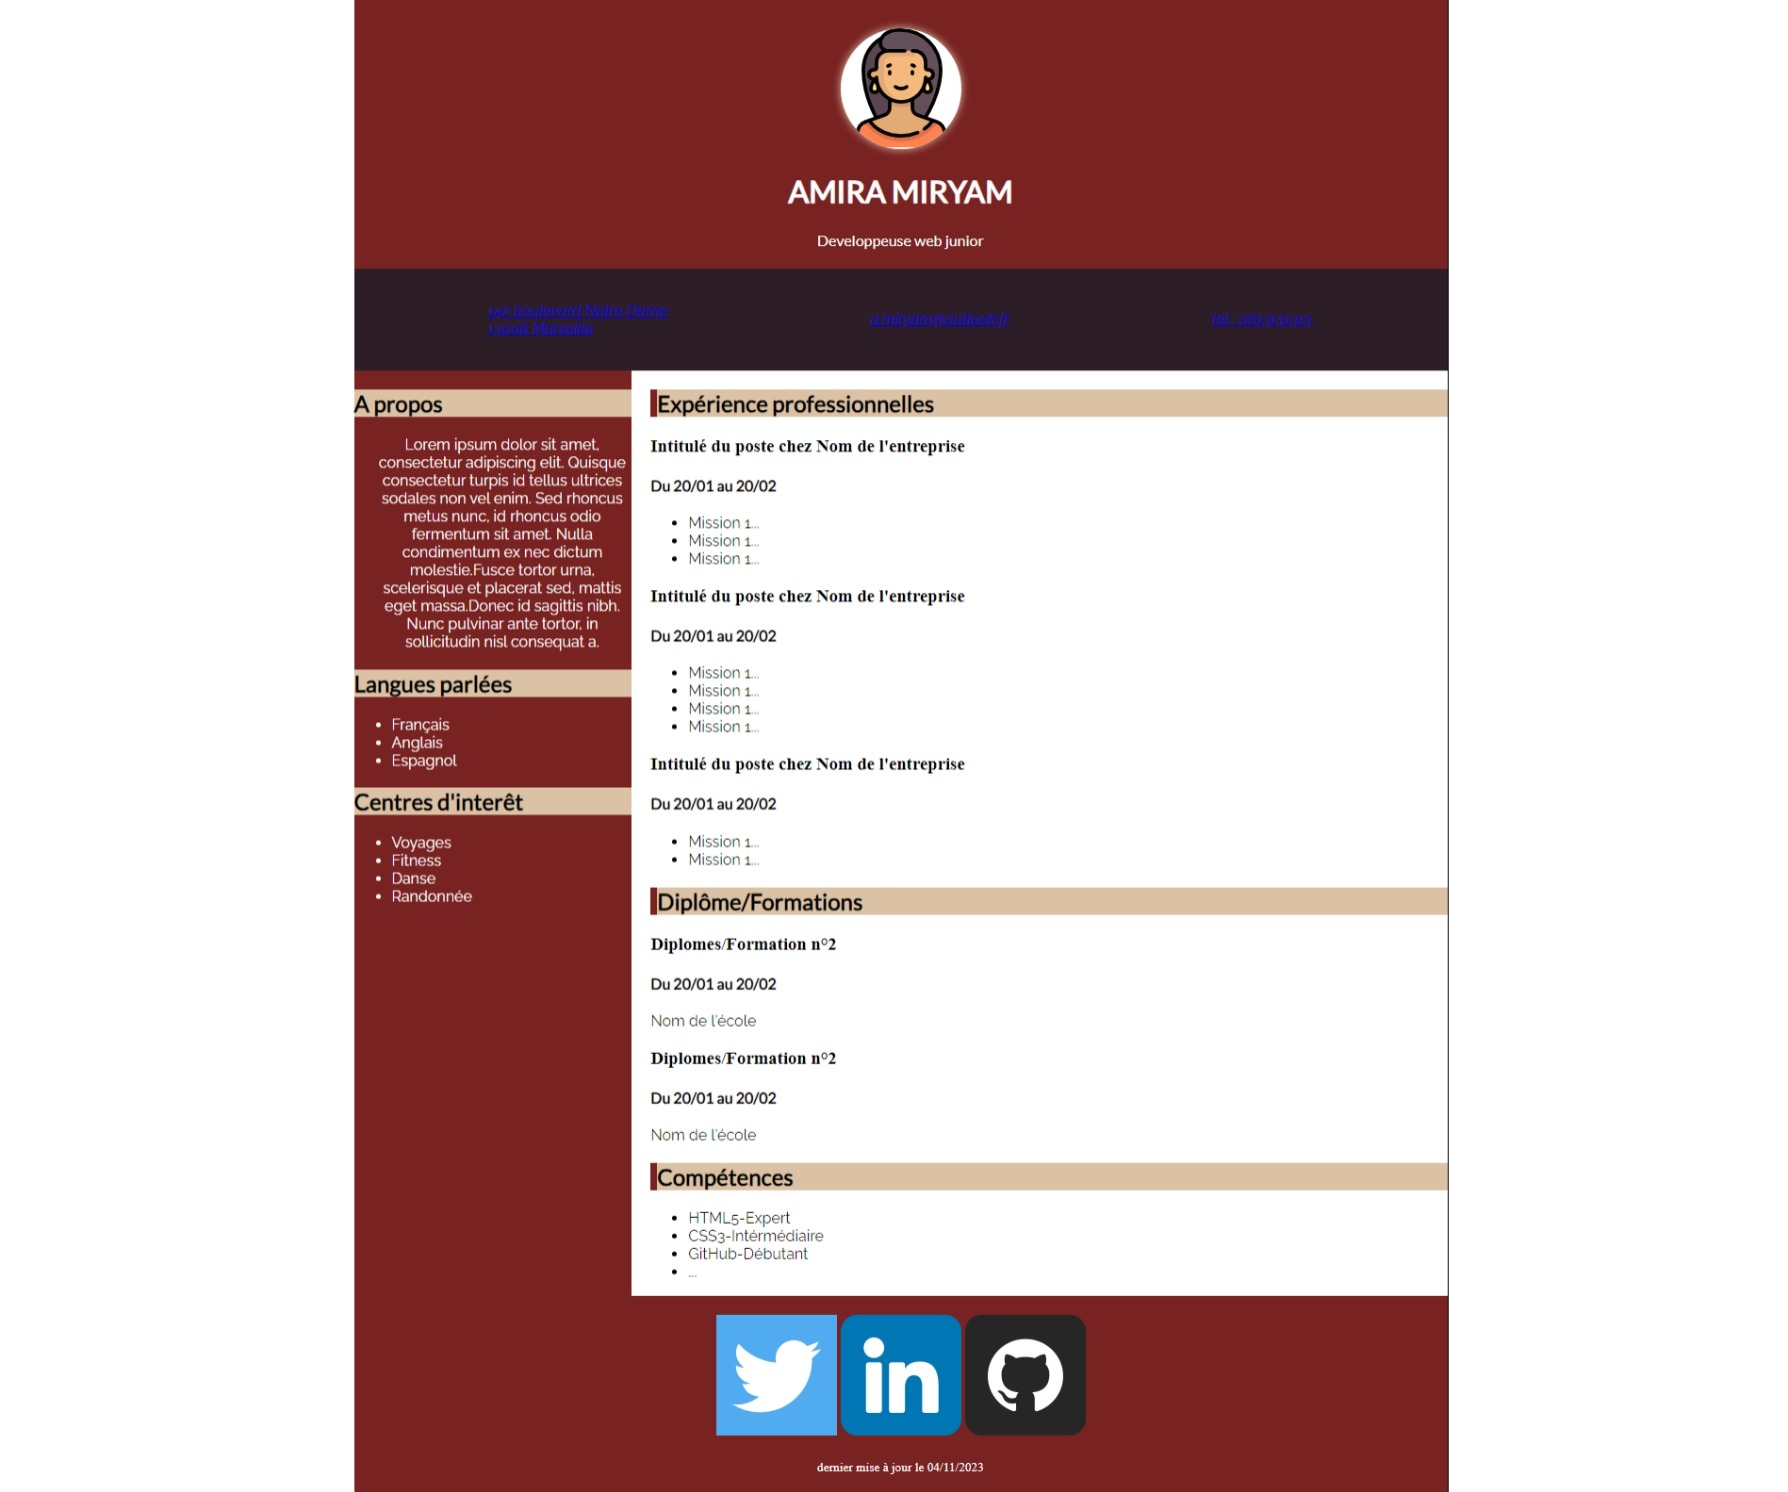 AMIRA MIRYAM
Developpeuse web junior
boulevard Notre Dame
13006 Marseille
tel.:
A propos
Lorem ipsum dolor sit amet,
consectetur adipiscing elit. Quisque
consectetur turpis id tellus ultrices
sodales non vel enim. Sed rhoncus
metus nunc, id rhoncus odio
fermentum sit amet. Nulla
condimentum ex nec dictum
molestie.Fusce tortor urna,
scelerisque et placerat sed, mattis
eget massa.Donec id sagittis nibh.
Nunc pulvinar ante tortor, in
sollicitudin nisl consequat a.
Langues parlées
Français
Anglais
Espagnol
Centres d'interêt
Voyages
Fitness
Danse
Randonnée
Expérience professionnelles
Intitulé du poste chez Nom de l'entreprise
Du 20/01 au 20/02
Mission 1...
Mission 1...
Mission 1...
Intitulé du poste chez Nom de l'entreprise
Du 20/01 au 20/02
Mission 1...
Mission 1...
Mission 1...
Mission 1...
Intitulé du poste chez Nom de l'entreprise
Du 20/01 au 20/02
Mission 1...
Mission 1...
Diplôme/Formations
Diplomes/Formation n°2
Du 20/01 au 20/02
Nom de l'école
Diplomes/Formation n°2
Du 20/01 au 20/02
Nom de l'école
Compétences
HTML5-Expert
CSS3-Intérmédiaire
GitHub-Débutant
...
in
dernier mise à jour le 04/11/2023